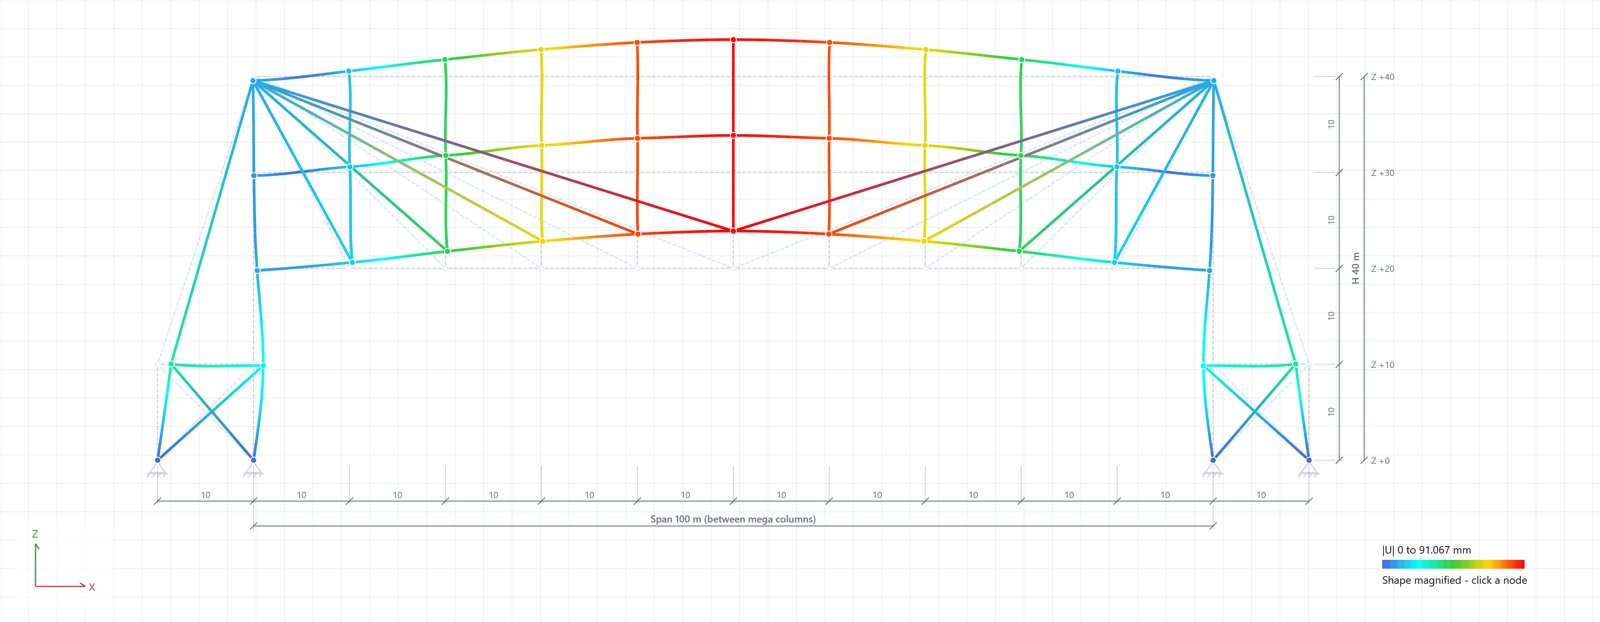 Z +40
10
Z +30
10
H 40 m
Z +20
10
Z +10
10
Z +0
10 10 10 10 10 10 10 10 10 10 10 10
Span 100 m (between mega columns)
Z
X
|U| 0 to 91.067 mm
Shape magnified - click a node